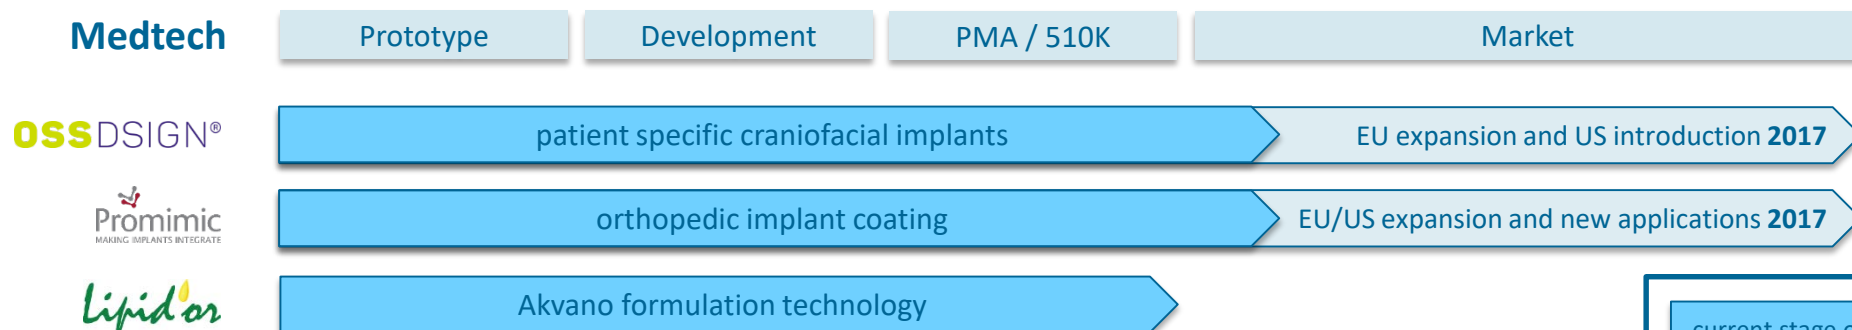 Medtech Prototype Development PMA / 510K Market
OSSDSIGN® patient specific craniofacial implants EU expansion and US introduction 2017
Promimic orthopedic implant coating EU/US expansion and new applications 2017
MAKING IMPLANTS INTEGRATE
Lipid'or Akvano formulation technology
current stage